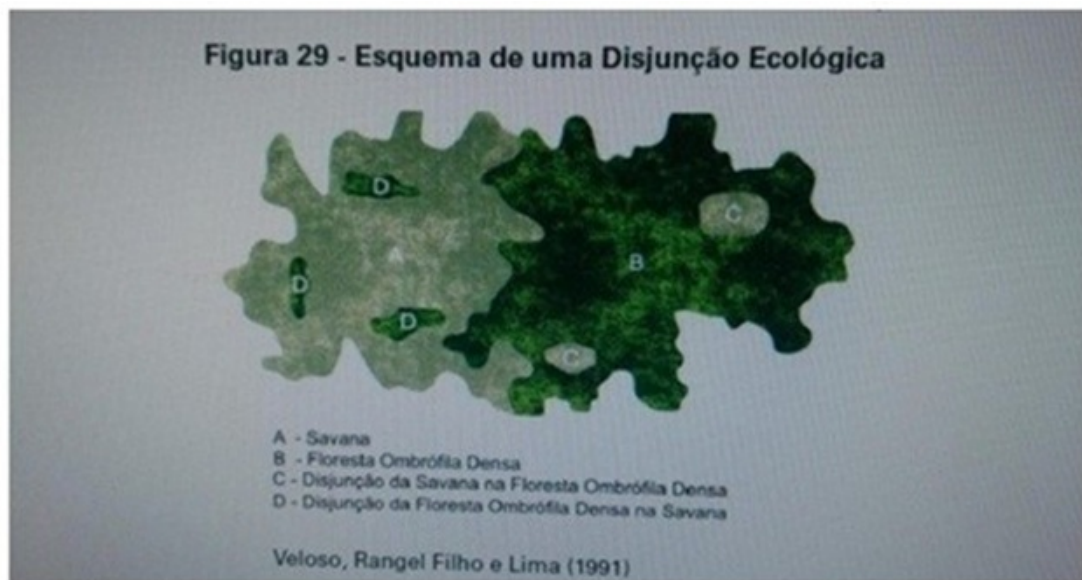 Figura 29 - Esquema de uma Disjunção Ecológica
D
C
A
B
D
D
C
A - Savana
B - Floresta Ombrófila Densa
C - Disjunção da Savana na Floresta Ombrófila Densa
D - Disjunção da Floresta Ombrófila Densa na Savana
Veloso, Rangel Filho e Lima (1991)